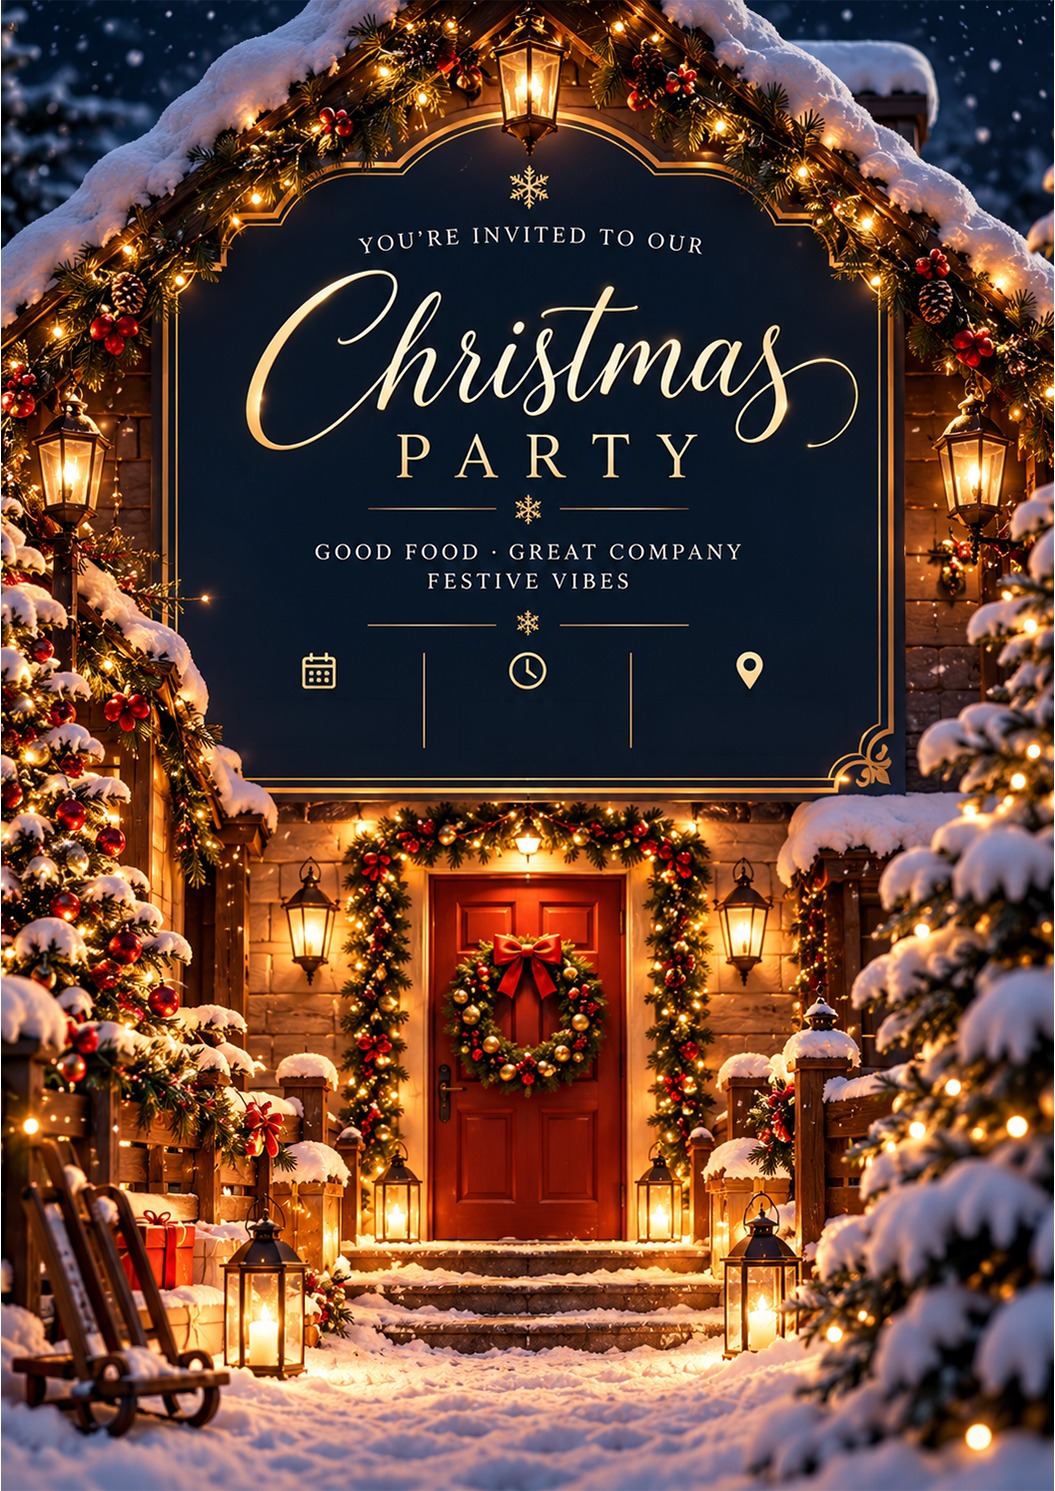 YOU'RE INVITED TO OUR
Christmas
PARTY
GOOD FOOD · GREAT COMPANY
FESTIVE VIBES